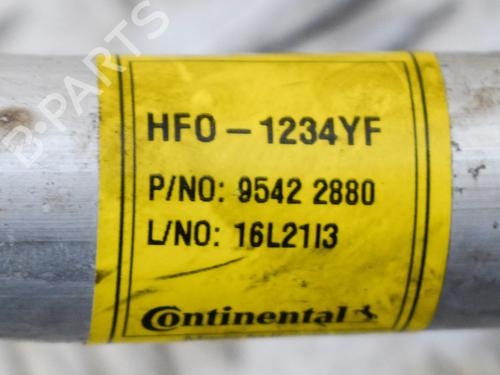 B-PARTS
HFO-1234YF
P/NO: 9542 2880
L/NO: 16L21I3
Continental